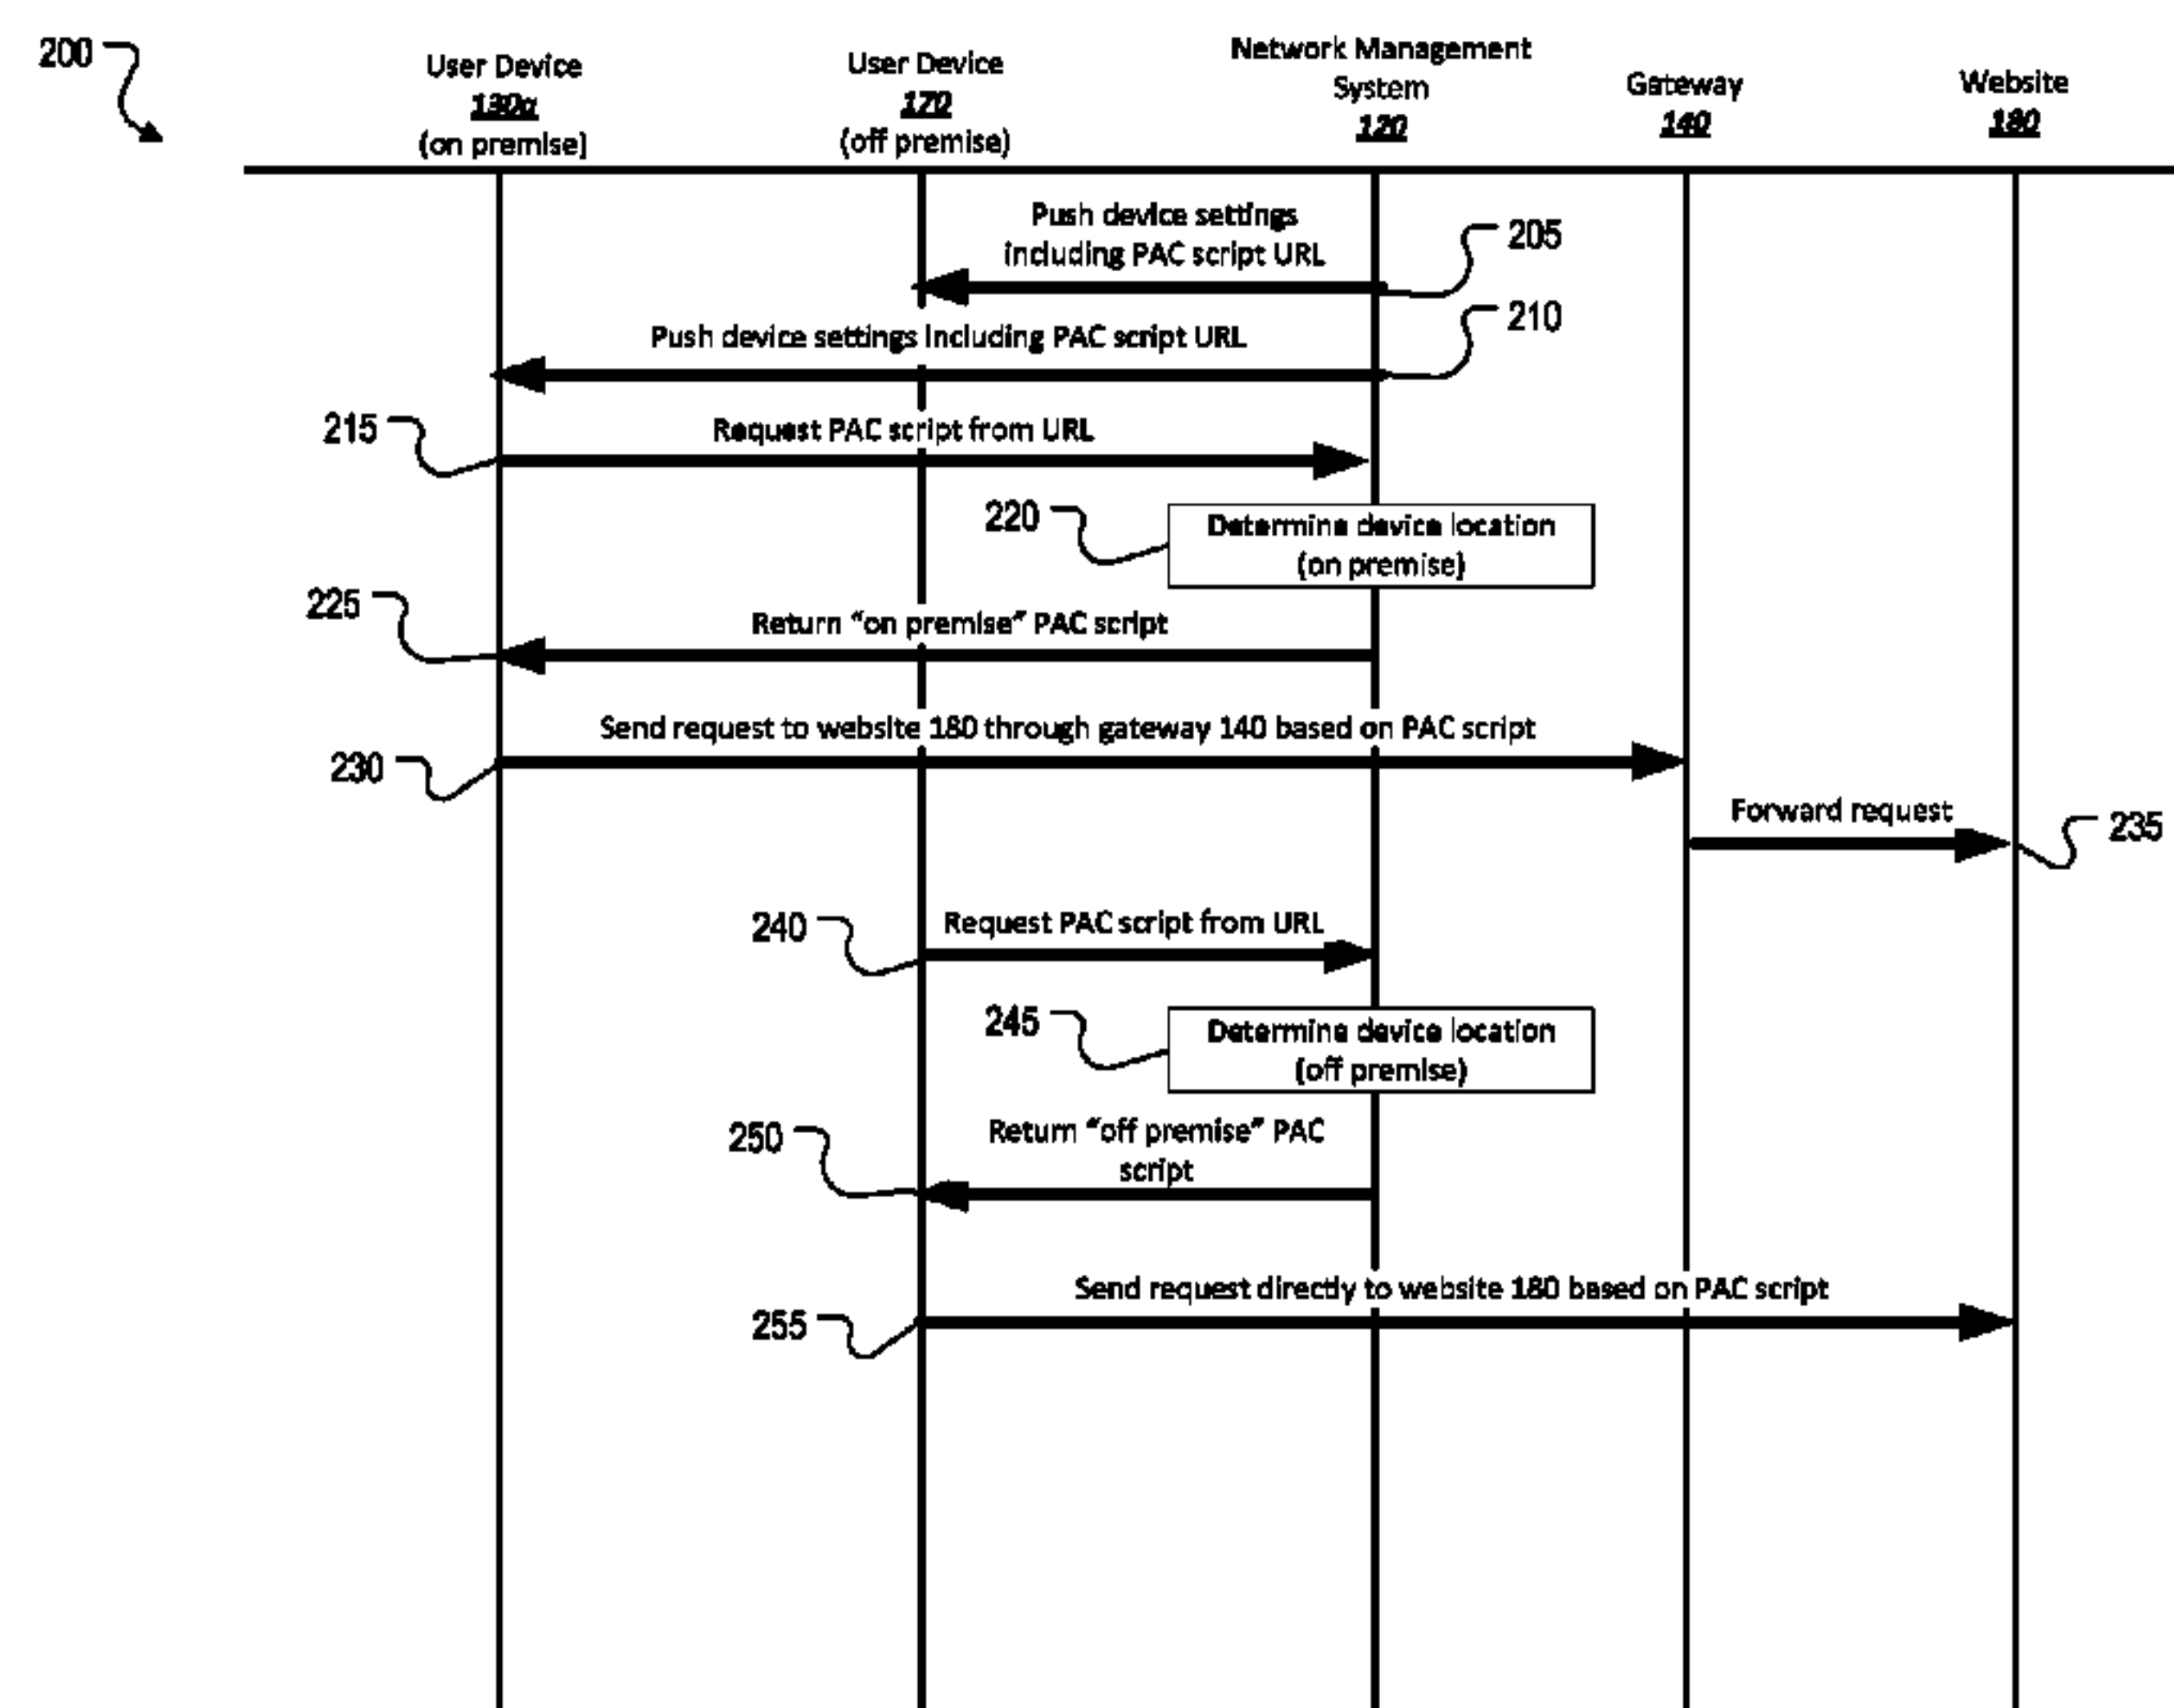 200
User Device
130a
(on premise)
User Device
170
(off premise)
Network Management
System
120
Gateway
140
Website
180
Push device settings
including PAC script URL
205
Push device settings including PAC script URL
210
215
Request PAC script from URL
220
Determine device location
(on premise)
225
Return “on premise” PAC script
Send request to website 180 through gateway 140 based on PAC script
230
Forward request
235
240
Request PAC script from URL
245
Determine device location
(off premise)
250
Return “off premise” PAC
script
Send request directly to website 180 based on PAC script
255